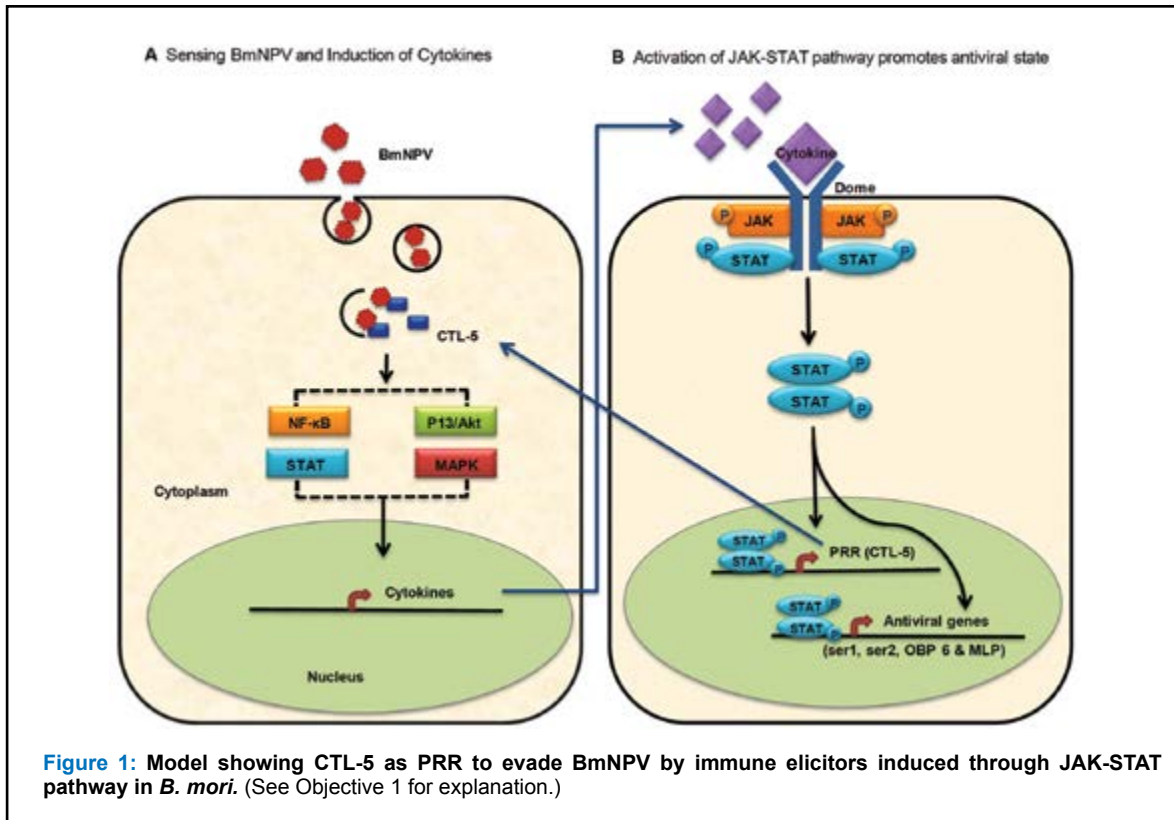 A Sensing BmNPV and Induction of Cytokines
BmNPV
CTL-5
NF-κB
P13/Akt
STAT
MAPK
Cytoplasm
Cytokines
Nucleus
B Activation of JAK-STAT pathway promotes antiviral state
Cytokine
Dome
P
JAK
JAK
P
P
STAT
STAT
P
STAT
P
STAT
P
STAT
P
STAT
P
PRR (CTL-5)
STAT
P
STAT
P
Antiviral genes
(ser1, ser2, OBP 6 & MLP)
Figure 1: Model showing CTL-5 as PRR to evade BmNPV by immune elicitors induced through JAK-STAT
pathway in B. mori. (See Objective 1 for explanation.)